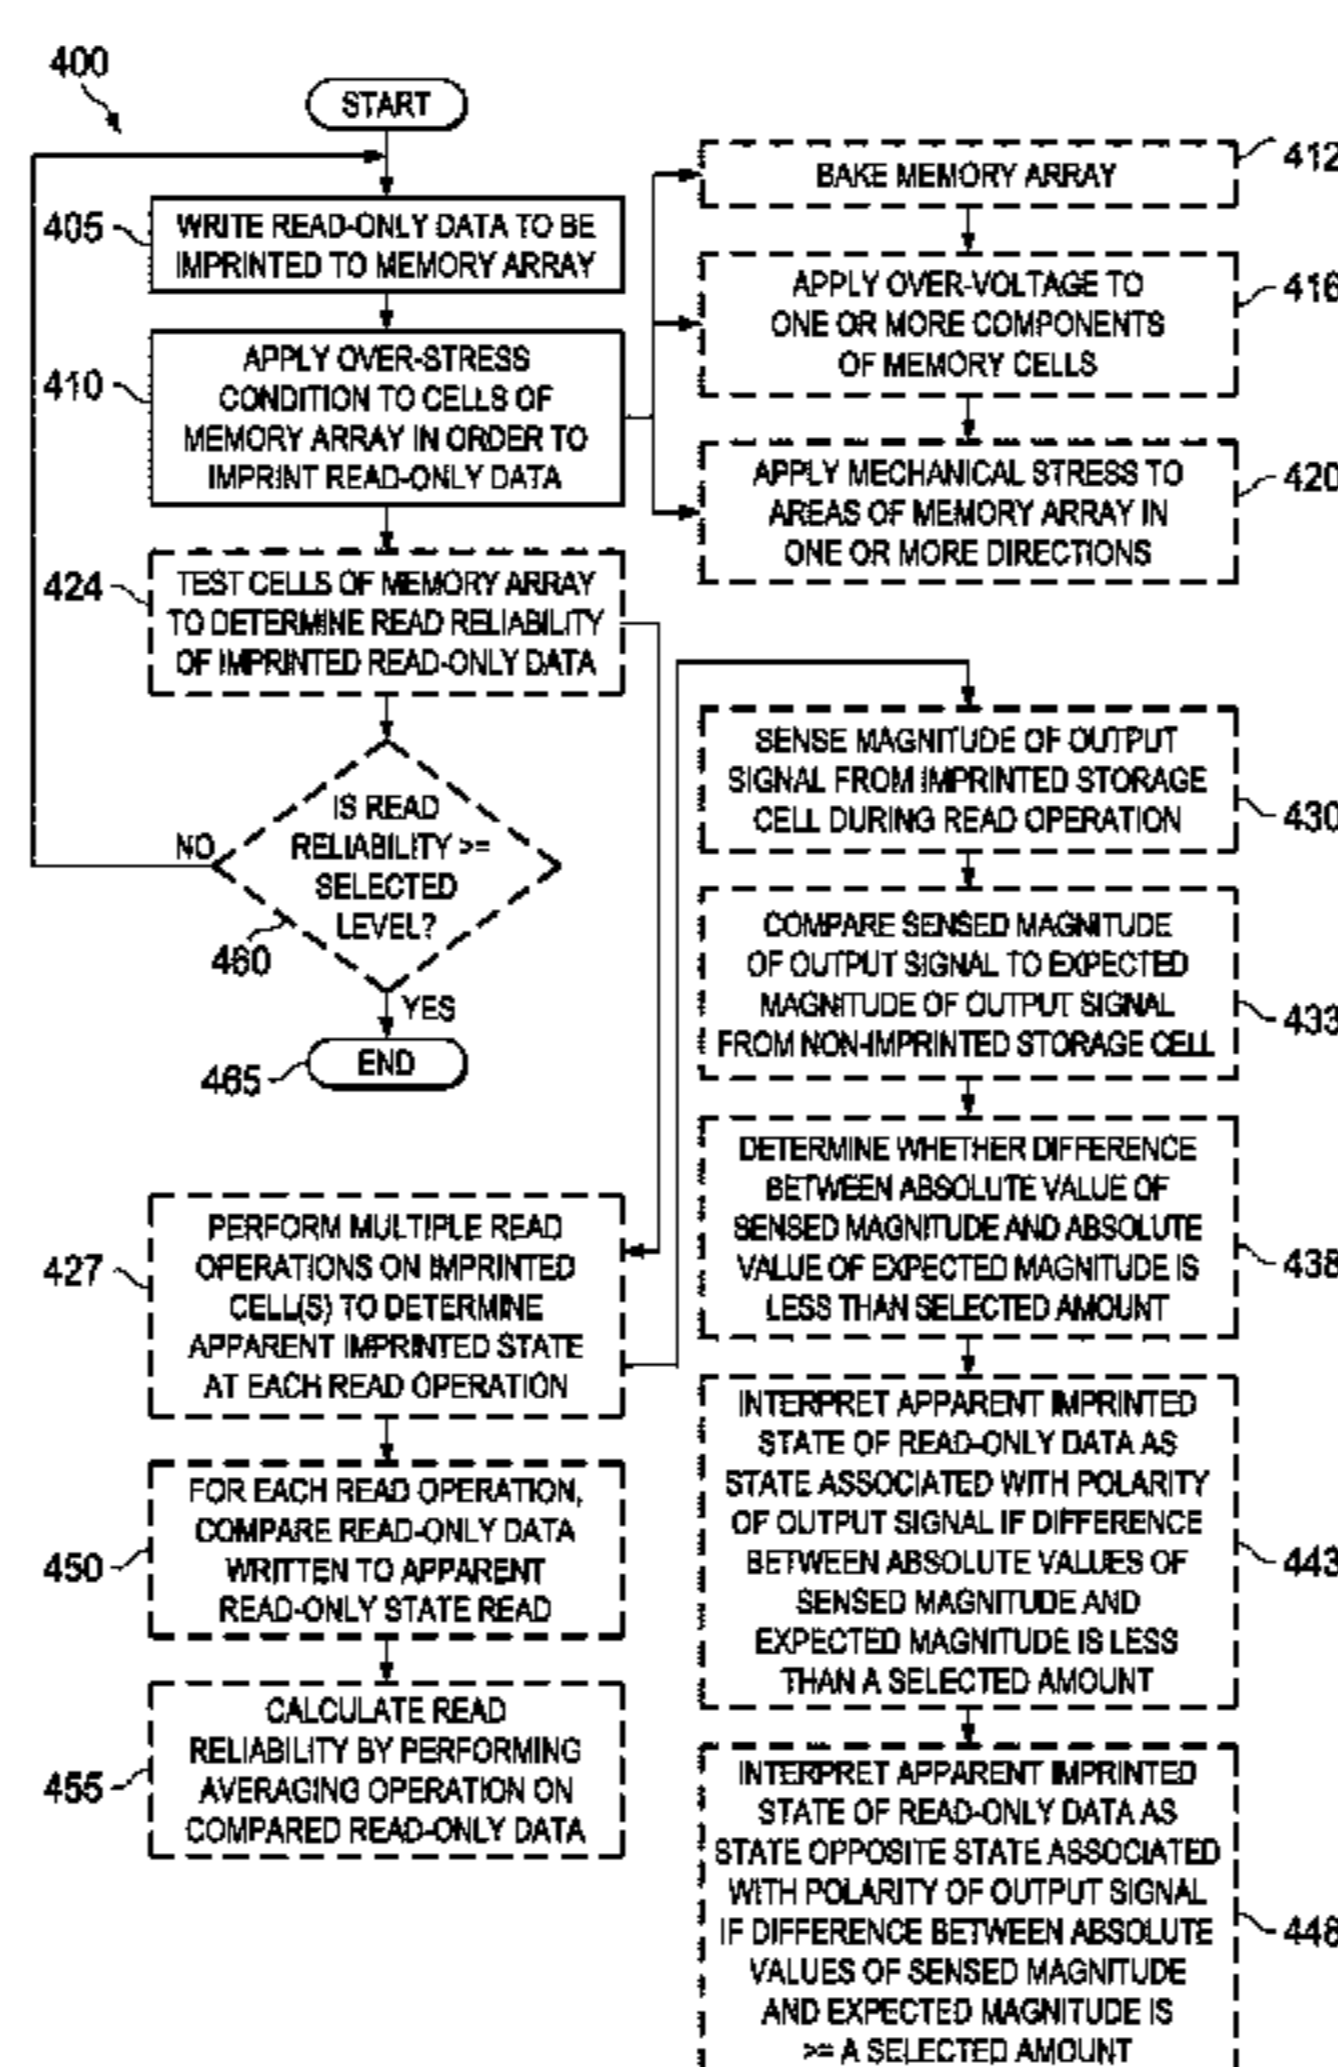 400
START
405
WRITE READ-ONLY DATA TO BE
IMPRINTED TO MEMORY ARRAY
410
APPLY OVER-STRESS
CONDITION TO CELLS OF
MEMORY ARRAY IN ORDER TO
IMPRINT READ-ONLY DATA
412
BAKE MEMORY ARRAY
416
APPLY OVER-VOLTAGE TO
ONE OR MORE COMPONENTS
OF MEMORY CELLS
420
APPLY MECHANICAL STRESS TO
AREAS OF MEMORY ARRAY IN
ONE OR MORE DIRECTIONS
424
TEST CELLS OF MEMORY ARRAY
TO DETERMINE READ RELIABILITY
OF IMPRINTED READ-ONLY DATA
NO
IS READ
RELIABILITY >=
SELECTED
LEVEL?
460
YES
END
465
427
PERFORM MULTIPLE READ
OPERATIONS ON IMPRINTED
CELL(S) TO DETERMINE
APPARENT IMPRINTED STATE
AT EACH READ OPERATION
450
FOR EACH READ OPERATION,
COMPARE READ-ONLY DATA
WRITTEN TO APPARENT
READ-ONLY STATE READ
455
CALCULATE READ
RELIABILITY BY PERFORMING
AVERAGING OPERATION ON
COMPARED READ-ONLY DATA
SENSE MAGNITUDE OF OUTPUT
SIGNAL FROM IMPRINTED STORAGE
CELL DURING READ OPERATION
430
COMPARE SENSED MAGNITUDE
OF OUTPUT SIGNAL TO EXPECTED
MAGNITUDE OF OUTPUT SIGNAL
FROM NON-IMPRINTED STORAGE CELL
433
DETERMINE WHETHER DIFFERENCE
BETWEEN ABSOLUTE VALUE OF
SENSED MAGNITUDE AND ABSOLUTE
VALUE OF EXPECTED MAGNITUDE IS
LESS THAN SELECTED AMOUNT
438
INTERPRET APPARENT IMPRINTED
STATE OF READ-ONLY DATA AS
STATE ASSOCIATED WITH POLARITY
OF OUTPUT SIGNAL IF DIFFERENCE
BETWEEN ABSOLUTE VALUES OF
SENSED MAGNITUDE AND
EXPECTED MAGNITUDE IS LESS
THAN A SELECTED AMOUNT
443
INTERPRET APPARENT IMPRINTED
STATE OF READ-ONLY DATA AS
STATE OPPOSITE STATE ASSOCIATED
WITH POLARITY OF OUTPUT SIGNAL
IF DIFFERENCE BETWEEN ABSOLUTE
VALUES OF SENSED MAGNITUDE
AND EXPECTED MAGNITUDE IS
>= A SELECTED AMOUNT